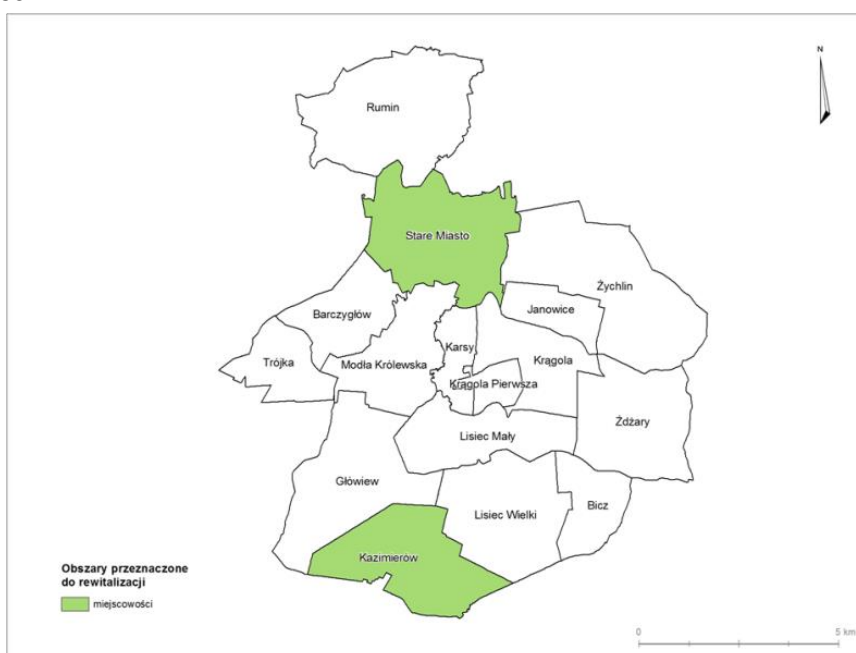 N
Rumin
Stare Miasto
Żychlin
Janowice
Barczygłów
Karsy
Trójka
Modła Królewska
Krągola
Krągola Pierwsza
Żdżary
Lisiec Mały
Główiew
Lisiec Wielki
Bicz
Kazimierów
Obszary przeznaczone
do rewitalizacji
miejscowości
0 5 km